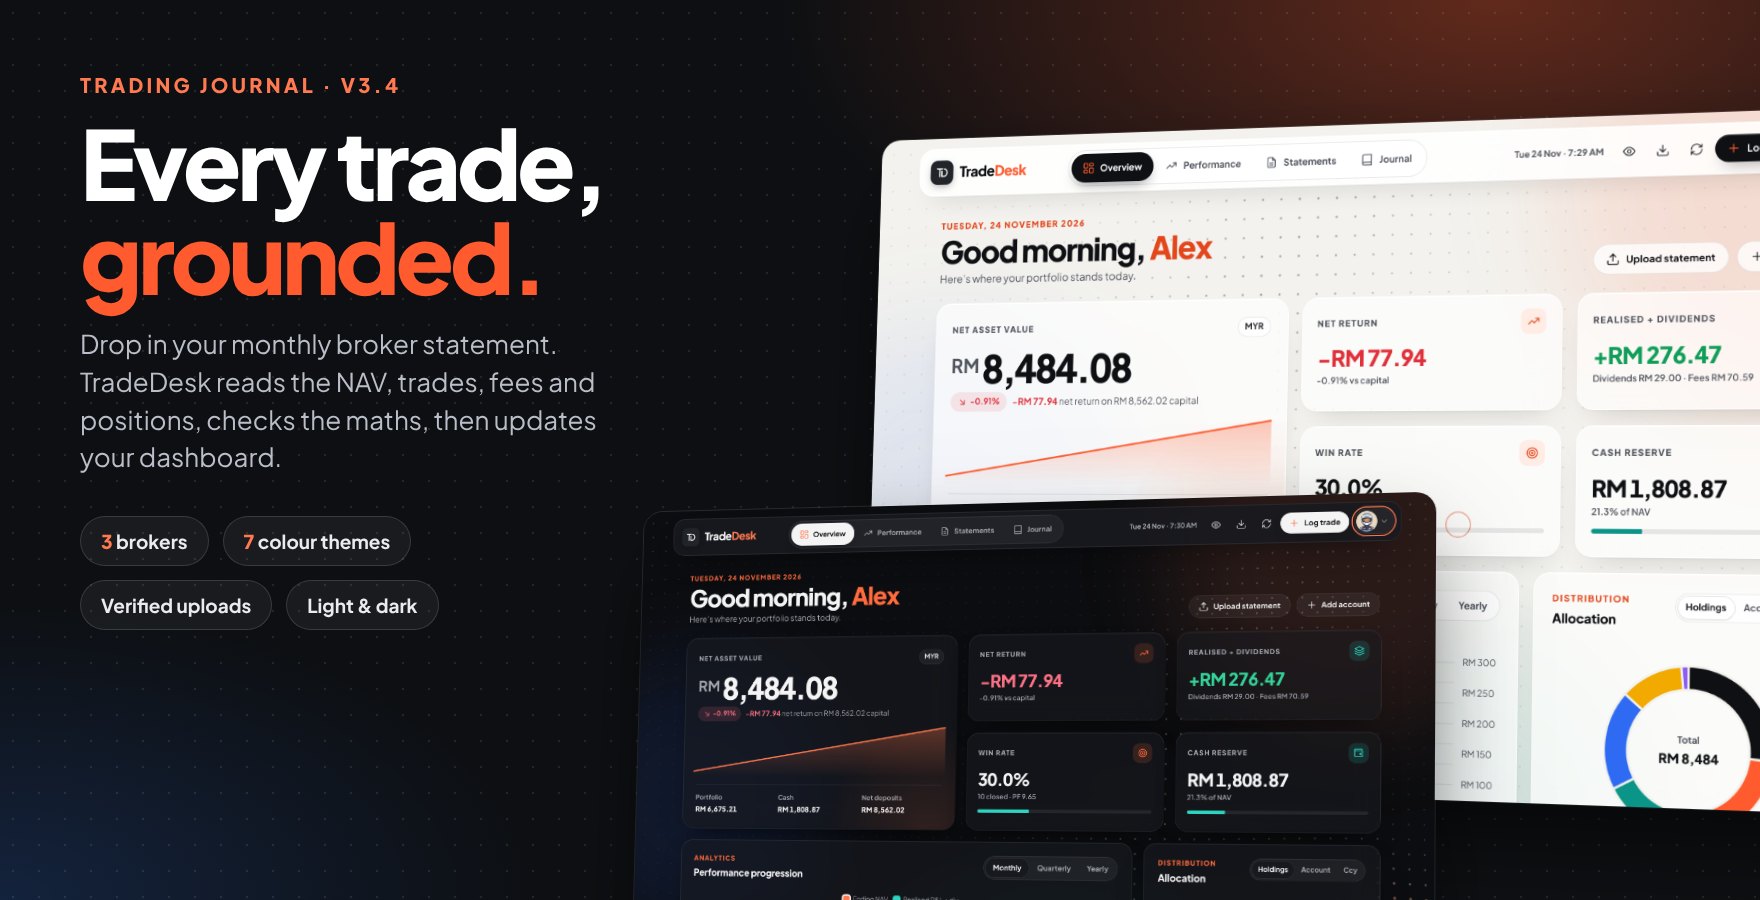 TRADING JOURNAL · V3.4
Every trade,
grounded.
Drop in your monthly broker statement.
TradeDesk reads the NAV, trades, fees and
positions, checks the maths, then updates
your dashboard.
3 brokers
7 colour themes
Verified uploads
Light & dark
TD TradeDesk
Overview
Performance
Statements
Journal
Tue 24 Nov · 7:29 AM
TUESDAY, 24 NOVEMBER 2026
Good morning, Alex
Here's where your portfolio stands today.
Upload statement
NET ASSET VALUE
MYR
RM 8,484.08
-0.91% -RM 77.94 net return on RM 8,562.02 capital
NET RETURN
-RM 77.94
-0.91% vs capital
REALISED + DIVIDENDS
+RM 276.47
Dividends RM 29.00 · Fees RM 70.59
WIN RATE
30.0%
CASH RESERVE
RM 1,808.87
21.3% of NAV
Yearly
RM 300
RM 250
RM 200
RM 150
RM 100
DISTRIBUTION
Allocation
Holdings
Total
RM 8,484
TD TradeDesk
Overview
Performance
Statements
Journal
Tue 24 Nov · 7:30 AM
Log trade
TUESDAY, 24 NOVEMBER 2026
Good morning, Alex
Here's where your portfolio stands today.
Upload statement
Add account
NET ASSET VALUE
MYR
RM 8,484.08
-0.91% -RM 77.94 net return on RM 8,562.02 capital
Portfolio
RM 6,675.21
Cash
RM 1,808.87
Net deposits
RM 8,562.02
NET RETURN
-RM 77.94
-0.91% vs capital
REALISED + DIVIDENDS
+RM 276.47
Dividends RM 29.00 · Fees RM 70.59
WIN RATE
30.0%
10 closed · PF 9.65
CASH RESERVE
RM 1,808.87
21.3% of NAV
ANALYTICS
Performance progression
Monthly
Quarterly
Yearly
DISTRIBUTION
Allocation
Holdings
Account
Ccy